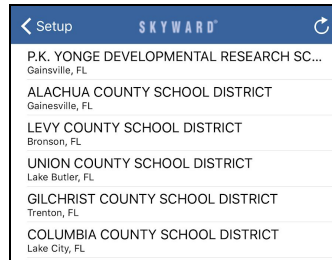 Setup SKYWARD®
P.K. YONGE DEVELOPMENTAL RESEARCH SC...
Gainsville, FL
ALACHUA COUNTY SCHOOL DISTRICT
Gainesville, FL
LEVY COUNTY SCHOOL DISTRICT
Bronson, FL
UNION COUNTY SCHOOL DISTRICT
Lake Butler, FL
GILCHRIST COUNTY SCHOOL DISTRICT
Trenton, FL
COLUMBIA COUNTY SCHOOL DISTRICT
Lake City, FL